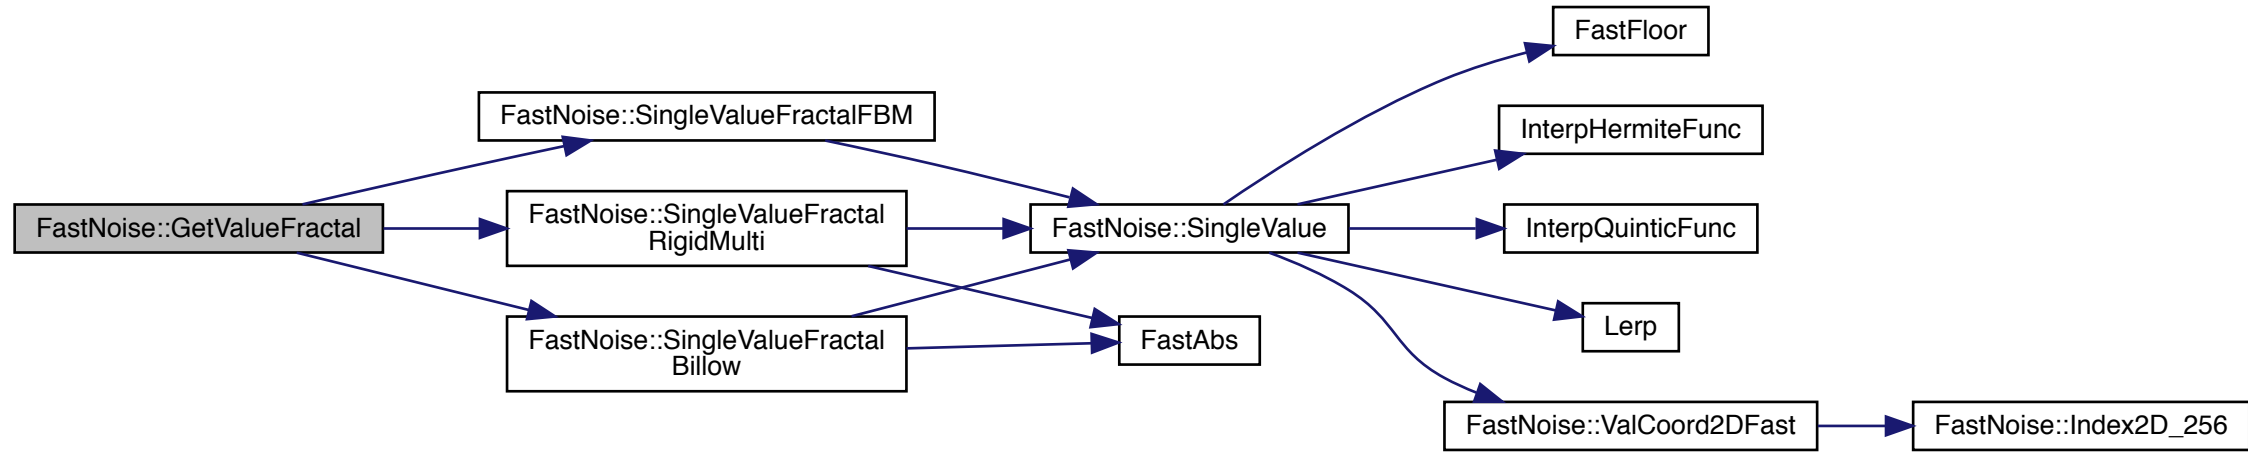 FastNoise::GetValueFractal
FastNoise::SingleValueFractalFBM
FastNoise::SingleValueFractal
RigidMulti
FastNoise::SingleValueFractal
Billow
FastNoise::SingleValue
FastAbs
FastFloor
InterpHermiteFunc
InterpQuinticFunc
Lerp
FastNoise::ValCoord2DFast
FastNoise::Index2D_256